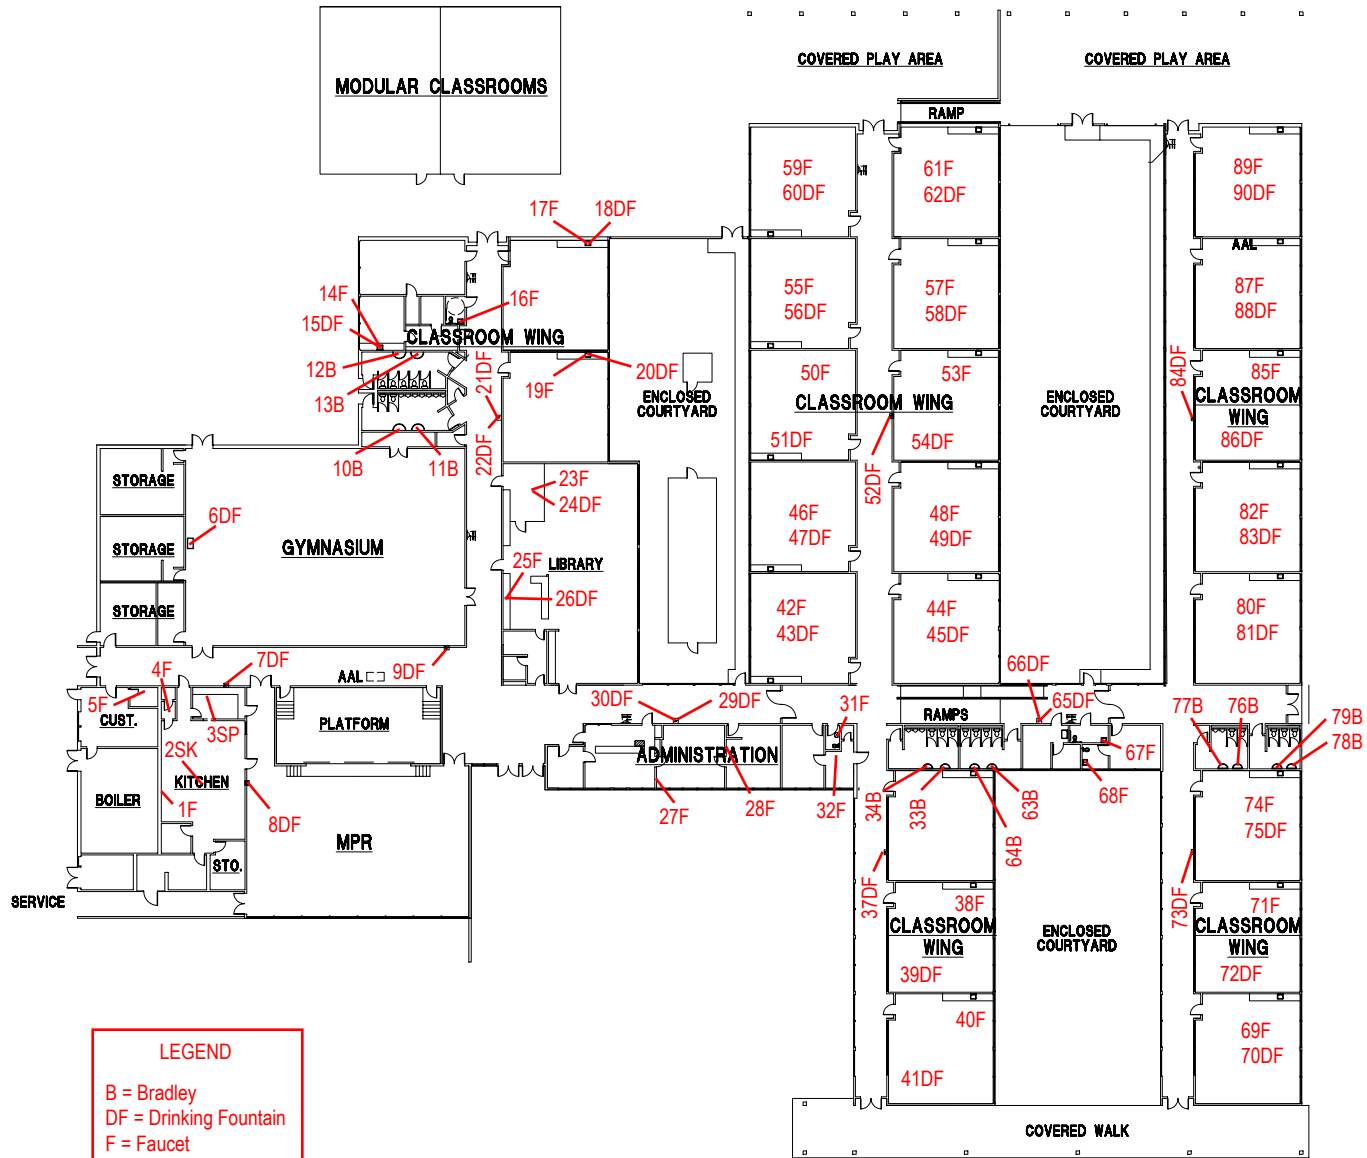 MODULAR CLASSROOMS
COVERED PLAY AREA
COVERED PLAY AREA
RAMP
59F
60DF
61F
62DF
89F
90DF
17F
18DF
AAL
14F
15DF
16F
CLASSROOM WING
55F
56DF
57F
58DF
87F
88DF
12B
13B
19F
20DF
21DF
22DF
10B
11B
ENCLOSED
COURTYARD
50F
53F
CLASSROOM WING
51DF
52DF
54DF
ENCLOSED
COURTYARD
84DF
85F
CLASSROOM
WING
86DF
STORAGE
6DF
STORAGE
GYMNASIUM
STORAGE
23F
24DF
25F
LIBRARY
26DF
46F
47DF
48F
49DF
82F
83DF
42F
43DF
44F
45DF
80F
81DF
4F
7DF
AAL
9DF
5F
CUST.
3SP
PLATFORM
2SK
KITCHEN
BOILER
1F
8DF
MPR
STO.
SERVICE
30DF
29DF
31F
ADMINISTRATION
27F
28F
32F
RAMPS
66DF
65DF
67F
68F
34B
33B
64B
63B
77B
76B
79B
78B
74F
75DF
37DF
38F
CLASSROOM
WING
39DF
ENCLOSED
COURTYARD
73DF
71F
CLASSROOM
WING
72DF
40F
41DF
69F
70DF
COVERED WALK
LEGEND
B = Bradley
DF = Drinking Fountain
F = Faucet